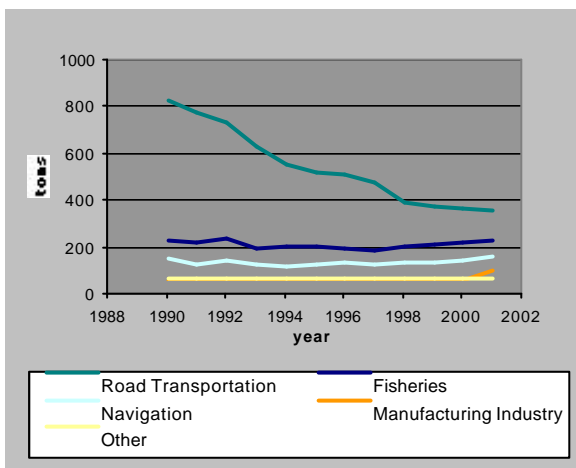 1000
800
600
400
200
0
tons
1988 1990 1992 1994 1996 1998 2000 2002
year
Road Transportation Fisheries
Navigation Manufacturing Industry
Other